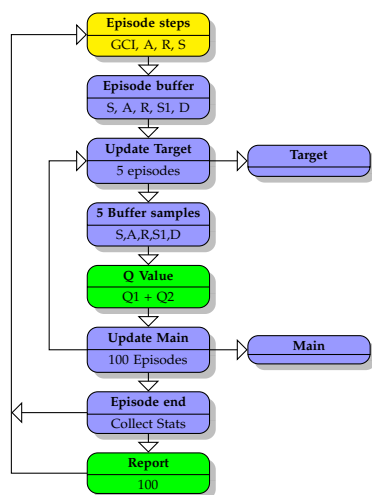 Episode steps
GCI, A, R, S
Episode buffer
S, A, R, S1, D
Update Target
5 episodes
Target
5 Buffer samples
S,A,R,S1,D
Q Value
Q1 + Q2
Update Main
100 Episodes
Main
Episode end
Collect Stats
Report
100